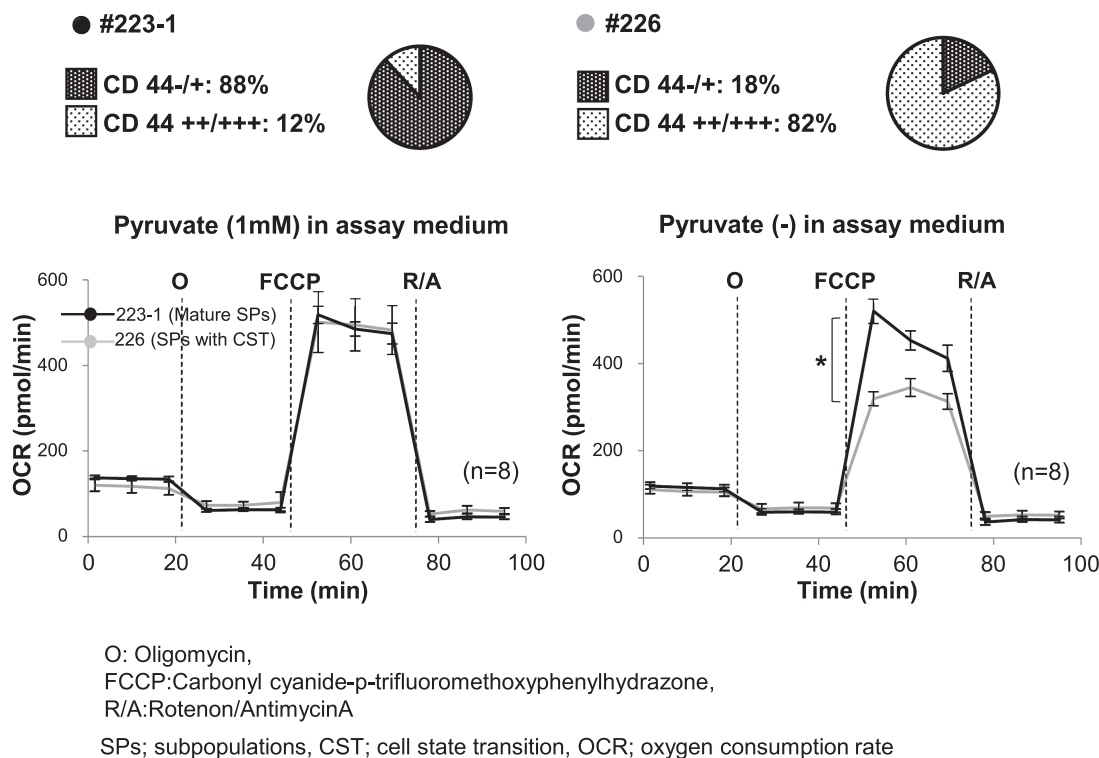 #223-1
CD 44-/+: 88%
CD 44 ++/+++: 12%
#226
CD 44-/+: 18%
CD 44 ++/+++: 82%
Pyruvate (1mM) in assay medium
O
FCCP
R/A
600
400
200
0
OCR (pmol/min)
223-1 (Mature SPs)
226 (SPs with CST)
(n=8)
0 20 40 60 80 100
Time (min)
Pyruvate (-) in assay medium
O
FCCP
R/A
600
400
200
0
OCR (pmol/min)
*
(n=8)
0 20 40 60 80 100
Time (min)
O: Oligomycin,
FCCP:Carbonyl cyanide-p-trifluoromethoxyphenylhydrazone,
R/A:Rotenon/AntimycinA
SPs; subpopulations, CST; cell state transition, OCR; oxygen consumption rate